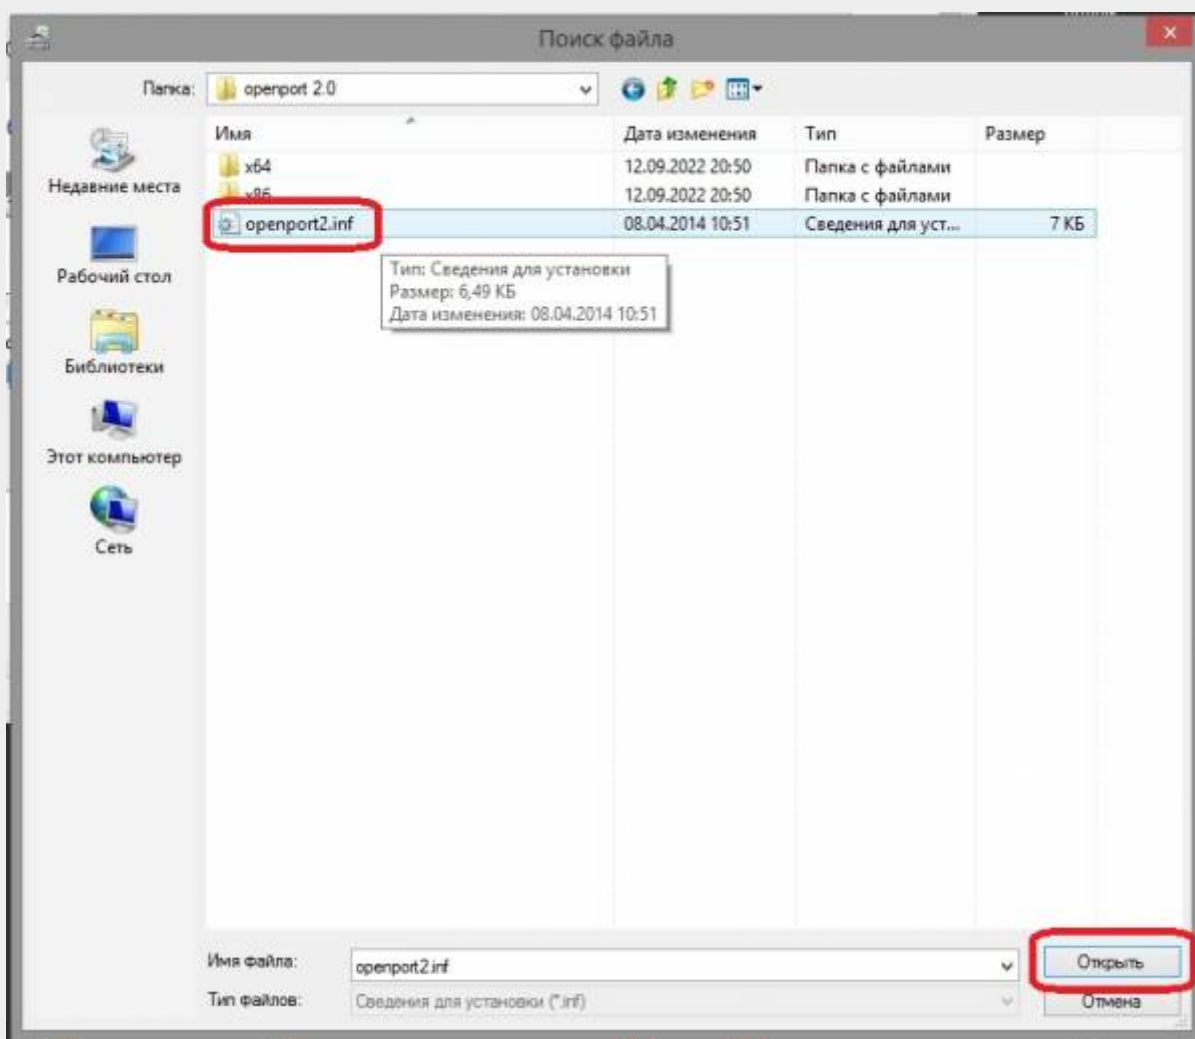 Поиск файла
Папка: openport 2.0
Имя Дата изменения Тип Размер
x64 12.09.2022 20:50 Папка с файлами
x86 12.09.2022 20:50 Папка с файлами
openport2.inf 08.04.2014 10:51 Сведения для уст... 7 КБ
Тип: Сведения для установки
Размер: 6,49 КБ
Дата изменения: 08.04.2014 10:51
Недавние места
Рабочий стол
Библиотеки
Этот компьютер
Сеть
Имя файла: openport2.inf Открыть
Тип файлов: Сведения для установки (*.inf) Отмена